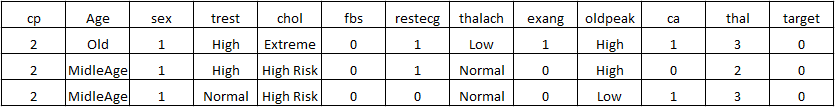 cp Age sex trest chol fbs restecg thalach exang oldpeak ca thal target
2 Old 1 High Extreme 0 1 Low 1 High 1 3 0
2 MidleAge 1 High High Risk 0 1 Normal 0 High 0 2 0
2 MidleAge 1 Normal High Risk 0 0 Normal 0 Low 1 3 0